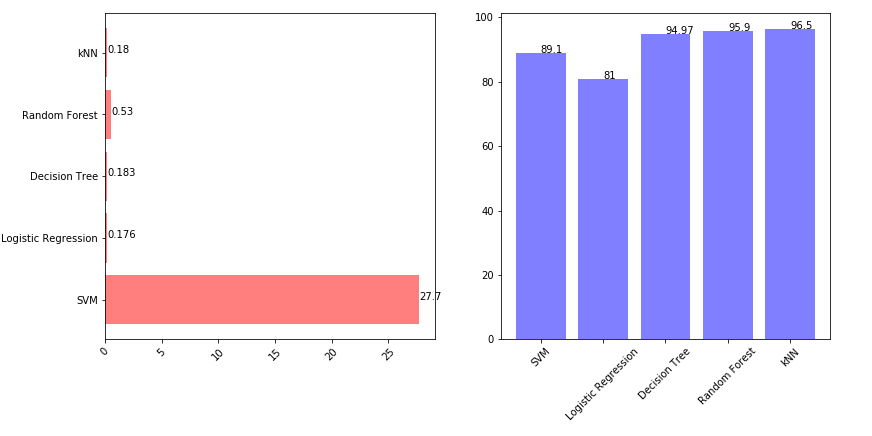 kNN
0.18
Random Forest
0.53
Decision Tree
0.183
Logistic Regression
0.176
SVM
27.7
0
5
10
15
20
25
100
80
60
40
20
0
89.1
81
94.97
95.9
96.5
SVM
Logistic Regression
Decision Tree
Random Forest
kNN